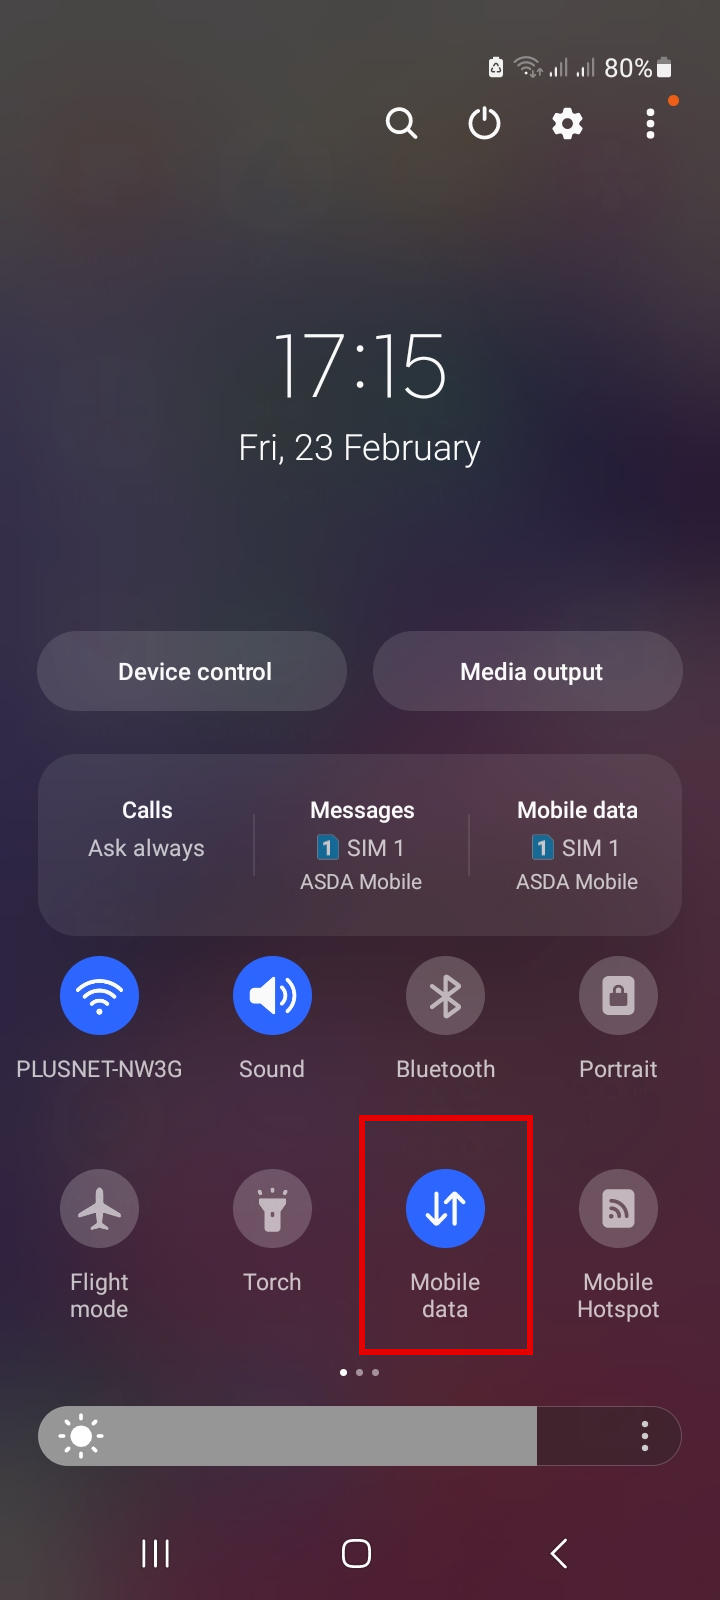 80%
17:15
Fri, 23 February
Device control
Media output
Calls
Ask always
Messages
1 SIM 1
ASDA Mobile
Mobile data
1 SIM 1
ASDA Mobile
PLUSNET-NW3G
Sound
Bluetooth
Portrait
Flight
mode
Torch
Mobile
data
Mobile
Hotspot